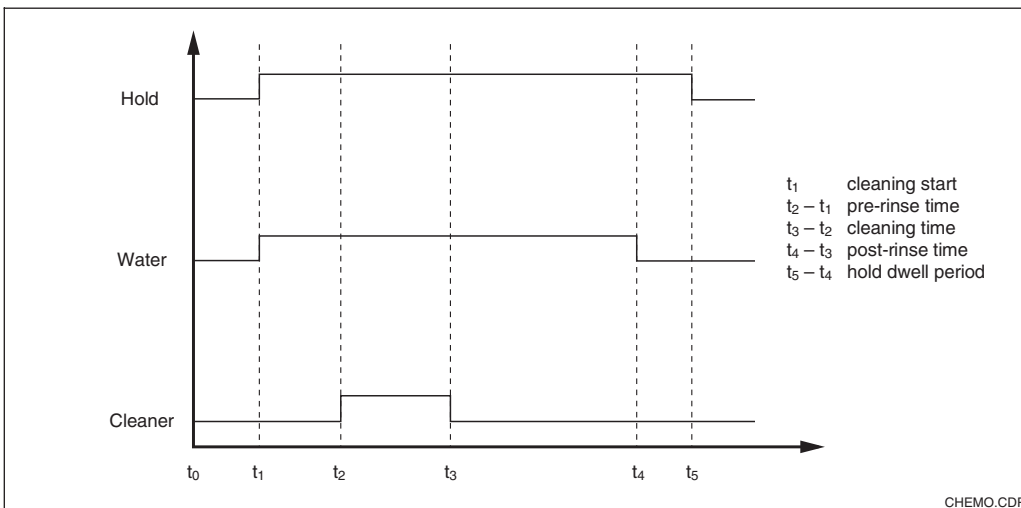 Hold
Water
Cleaner
t₀ t₁ t₂ t₃ t₄ t₅
t₁ cleaning start
t₂ – t₁ pre-rinse time
t₃ – t₂ cleaning time
t₄ – t₃ post-rinse time
t₅ – t₄ hold dwell period
CHEMO.CDR